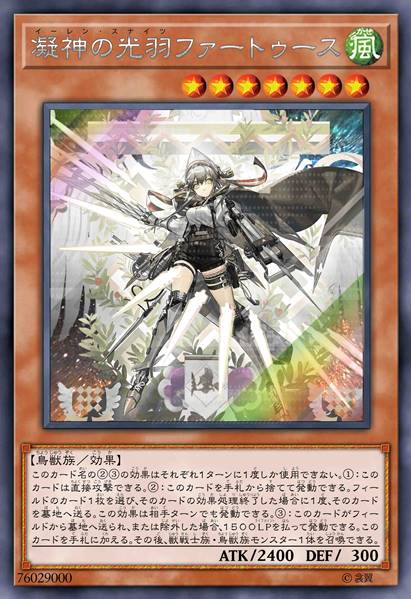 イーレン・スナイツ
凝神の光羽ファートゥース
かぜ
風
【鳥獣族／効果】
このカード名の②③の効果はそれぞれ1ターンに1度しか使用できない。①：この
カードは直接攻撃できる。②：このカードを手札から捨てて発動できる。フィ
ールドのカード1枚を選び、そのカードの効果処理終了した場合に1度、そのカード
を墓地へ送る。この効果は相手ターンでも発動できる。③：このカードがフィー
ルドから墓地へ送られ、または除外した場合、1500LPを払って発動できる。この
カードを手札に加える。その後、獣戦士族・鳥獣族モンスター1体を召喚できる。
ATK/2400 DEF/ 300
76029000
©袞翼